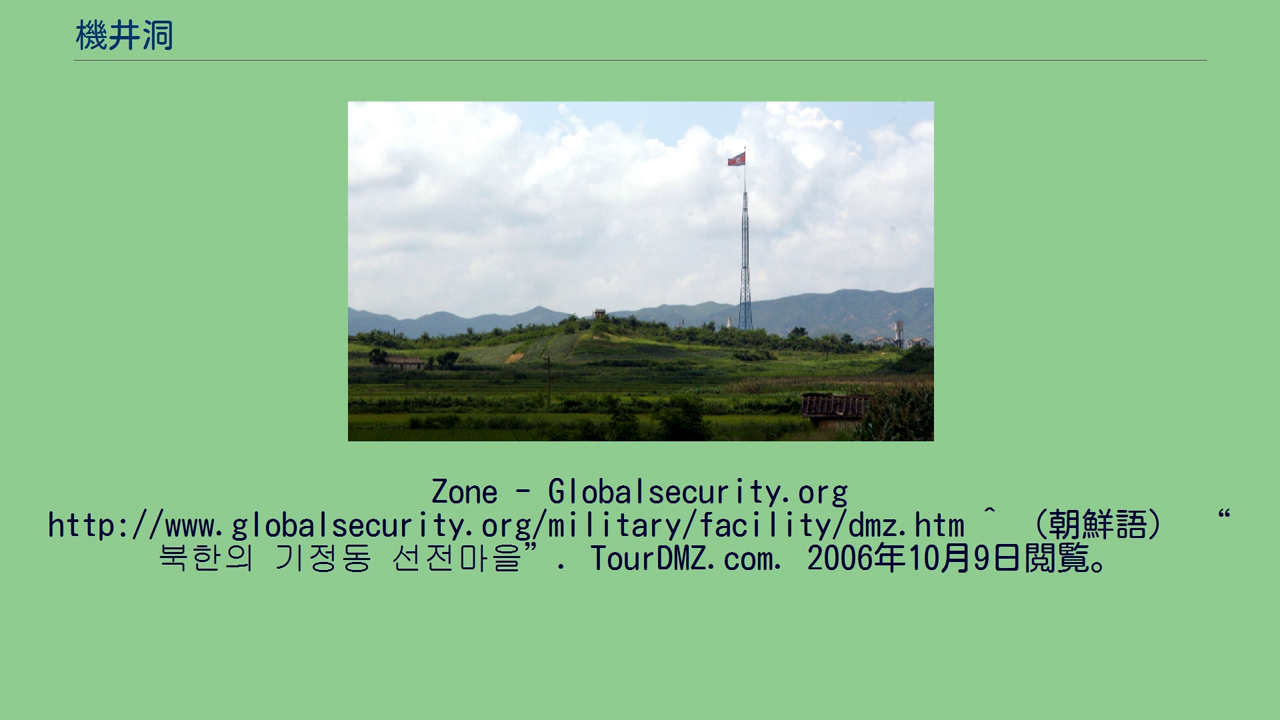 機井洞
Zone - Globalsecurity.org
http://www.globalsecurity.org/military/facility/dmz.htm ^ （朝鮮語） “
북한의 기정동 선전마을”. TourDMZ.com. 2006年10月9日閲覧。